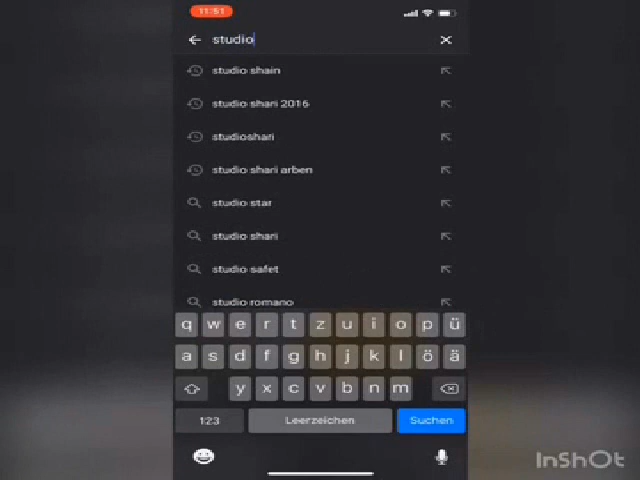 11:51
studio
studio shain
studio shari 2016
studioshari
studio shari arben
studio star
studio shari
studio safet
studio romano
q w e r t z u i o p ü
a s d f g h j k l ö ä
y x c v b n m
123 Leerzeichen Suchen
InShOt